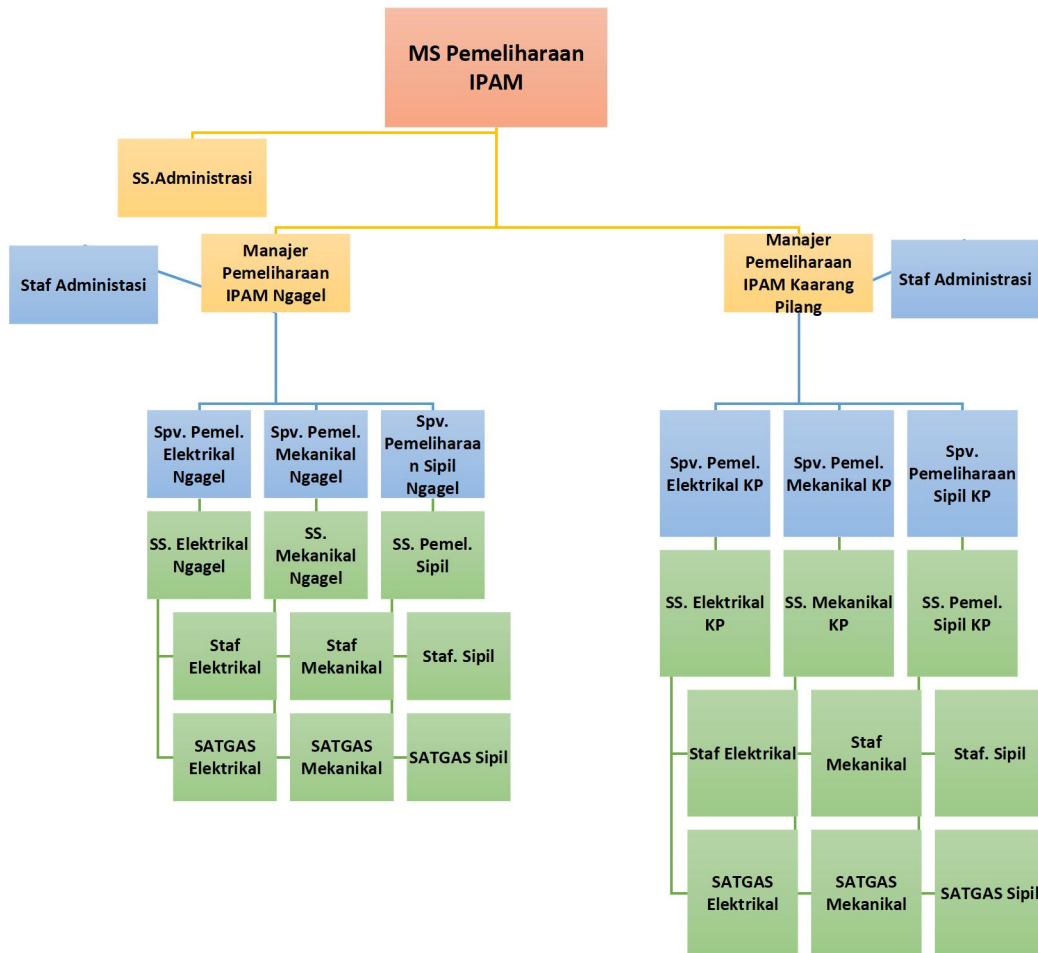 MS Pemeliharaan
IPAM
SS.Administrasi
Staf Administasi
Manajer
Pemeliharaan
IPAM Ngagel
Manajer
Pemeliharaan
IPAM Kaarang
Pilang
Staf Administrasi
Spv. Pemel.
Elektrikal
Ngagel
Spv. Pemel.
Mekanikal
Ngagel
Spv.
Pemeliharaa
n Sipil
Ngagel
Spv. Pemel.
Elektrikal KP
Spv. Pemel.
Mekanikal KP
Spv.
Pemeliharaan
Sipil KP
SS. Elektrikal
Ngagel
SS.
Mekanikal
Ngagel
SS. Pemel.
Sipil
SS. Elektrikal
KP
SS. Mekanikal
KP
SS. Pemel.
Sipil KP
Staf
Elektrikal
Staf
Mekanikal
Staf. Sipil
SATGAS
Elektrikal
SATGAS
Mekanikal
SATGAS Sipil
Staf Elektrikal
Staf
Mekanikal
Staf. Sipil
SATGAS
Elektrikal
SATGAS
Mekanikal
SATGAS Sipil